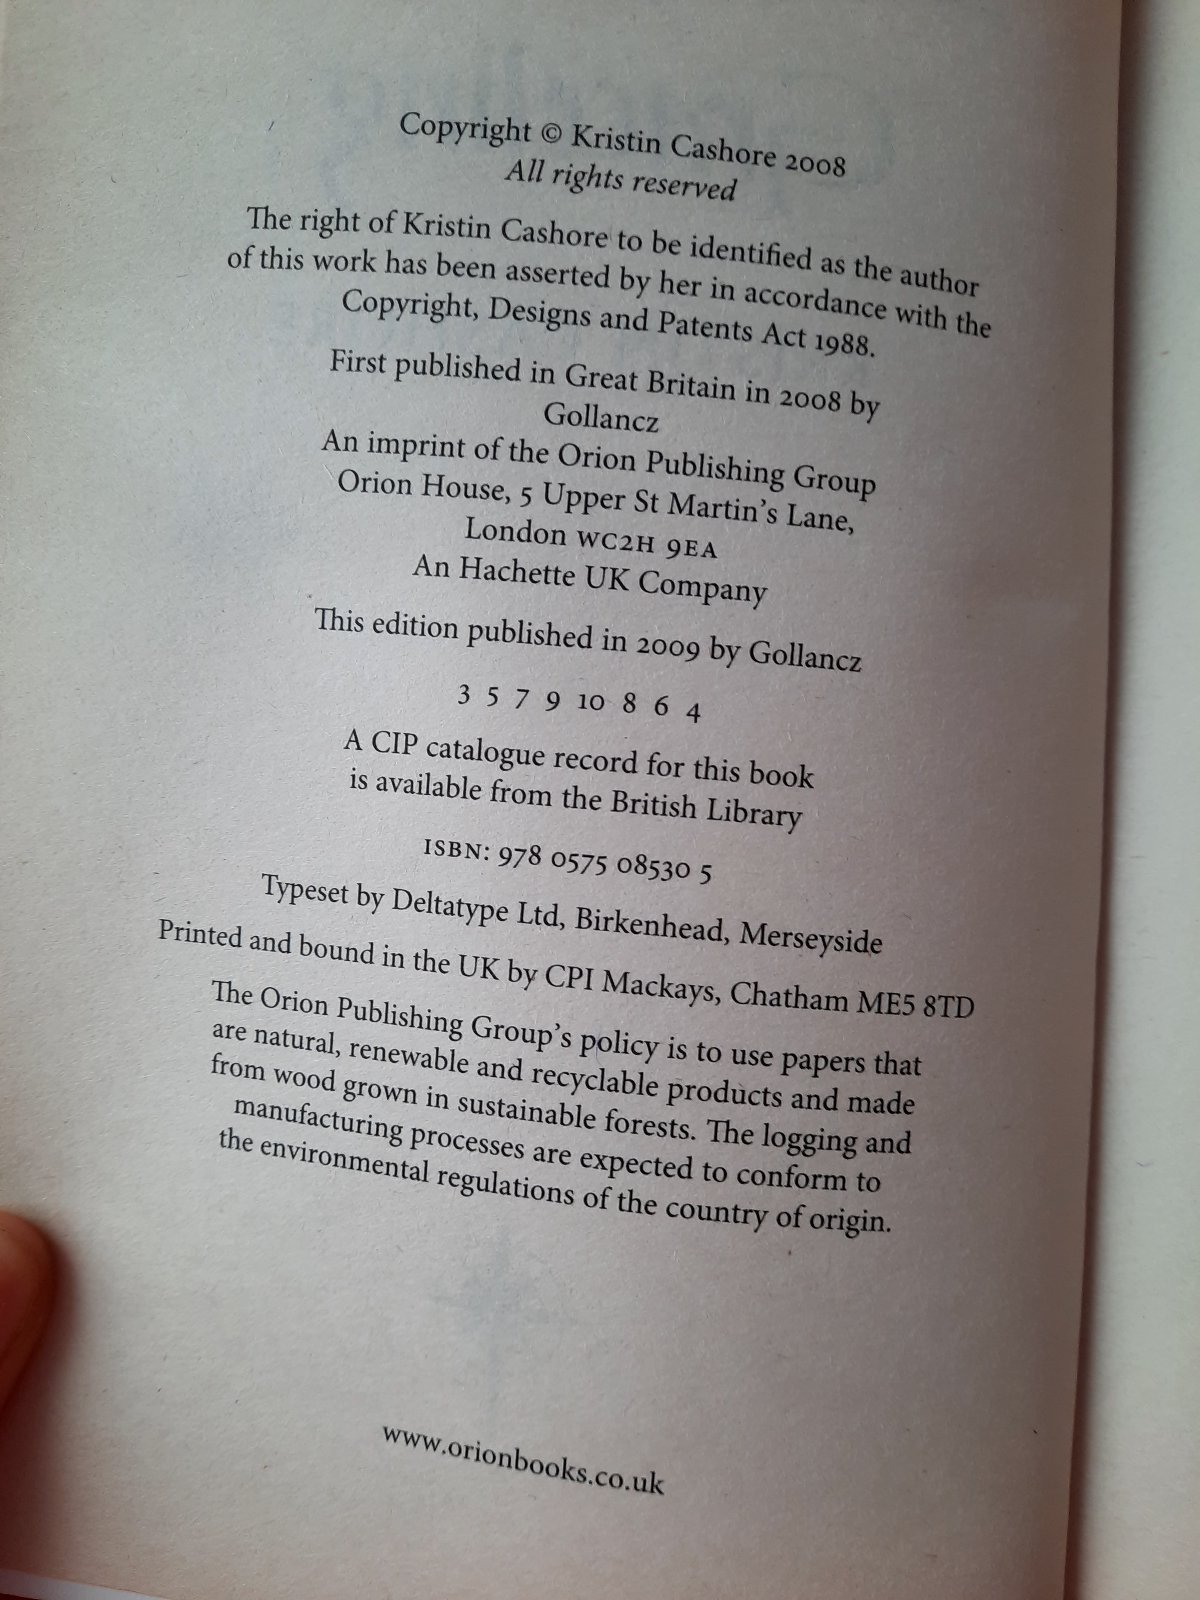 Copyright © Kristin Cashore 2008
All rights reserved
The right of Kristin Cashore to be identified as the author
of this work has been asserted by her in accordance with the
Copyright, Designs and Patents Act 1988.
First published in Great Britain in 2008 by
Gollancz
An imprint of the Orion Publishing Group
Orion House, 5 Upper St Martin's Lane,
London WC2H 9EA
An Hachette UK Company
This edition published in 2009 by Gollancz
3 5 7 9 10 8 6 4
A CIP catalogue record for this book
is available from the British Library
ISBN: 978 0575 08530 5
Typeset by Deltatype Ltd, Birkenhead, Merseyside
Printed and bound in the UK by CPI Mackays, Chatham ME5 8TD
The Orion Publishing Group's policy is to use papers that
are natural, renewable and recyclable products and made
from wood grown in sustainable forests. The logging and
manufacturing processes are expected to conform to
the environmental regulations of the country of origin.
www.orionbooks.co.uk